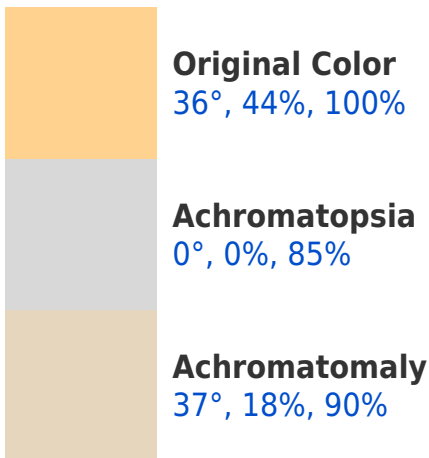 Original Color
36°, 44%, 100%
Achromatopsia
0°, 0%, 85%
Achromatomaly
37°, 18%, 90%